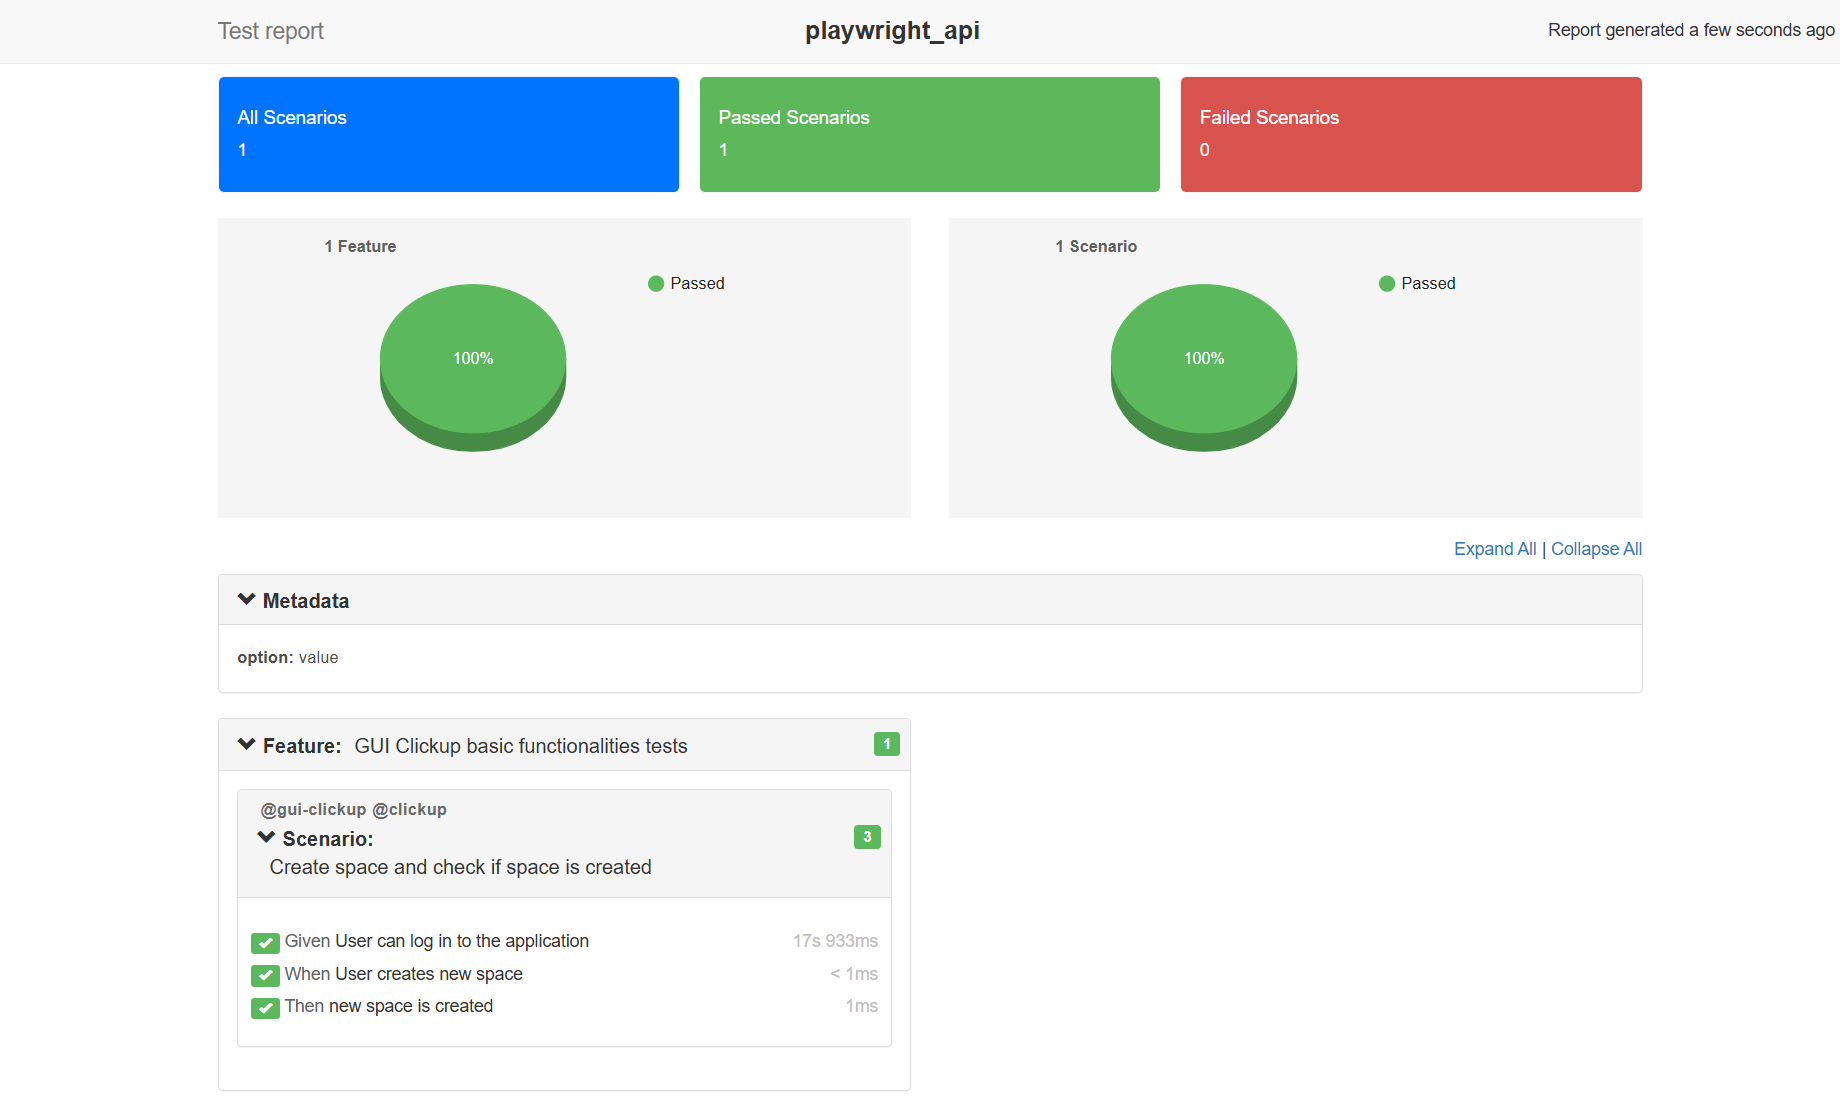 Test report
playwright_api
Report generated a few seconds ago
All Scenarios
1
Passed Scenarios
1
Failed Scenarios
0
1 Feature
Passed
100%
1 Scenario
Passed
100%
Expand All | Collapse All
Metadata
option: value
Feature: GUI Clickup basic functionalities tests 1
@gui-clickup @clickup
Scenario: 3
Create space and check if space is created
Given User can log in to the application 17s 933ms
When User creates new space < 1ms
Then new space is created 1ms